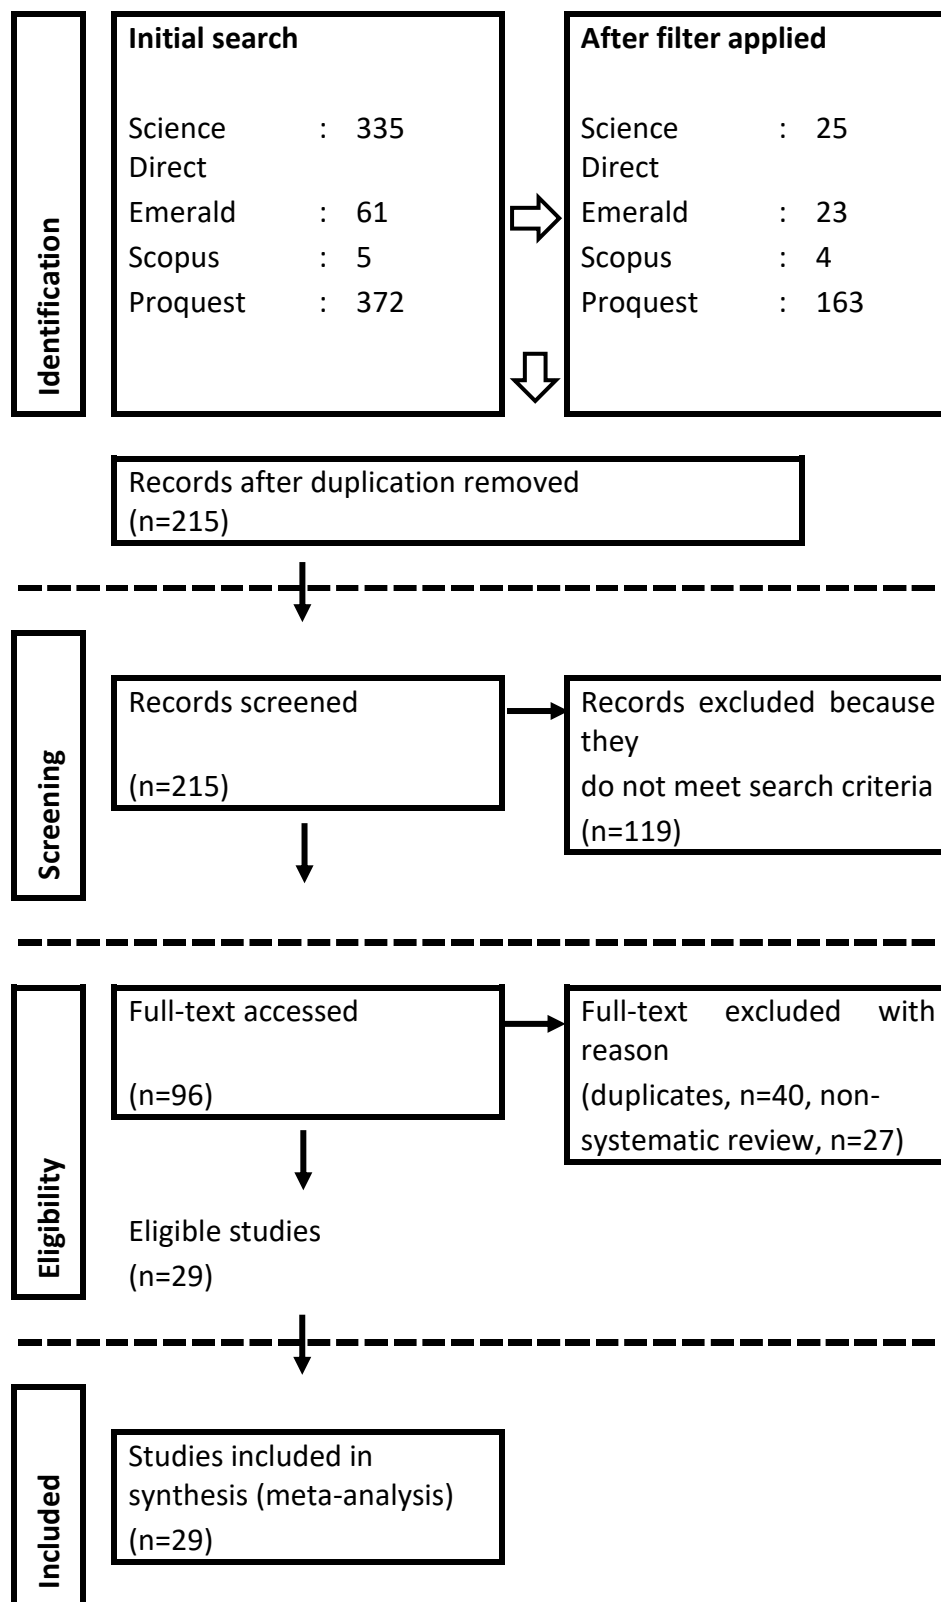 Identification
Initial search
Science Direct : 335
Emerald : 61
Scopus : 5
Proquest : 372
After filter applied
Science Direct : 25
Emerald : 23
Scopus : 4
Proquest : 163
Records after duplication removed
(n=215)
Screening
Records screened
(n=215)
Records excluded because
they
do not meet search criteria
(n=119)
Eligibility
Full-text accessed
(n=96)
Full-text excluded with
reason
(duplicates, n=40, non-
systematic review, n=27)
Eligible studies
(n=29)
Included
Studies included in
synthesis (meta-analysis)
(n=29)